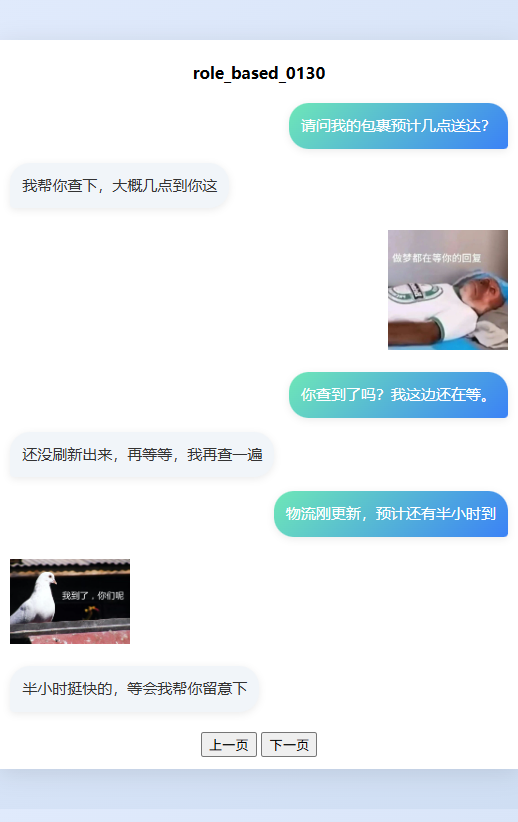 role_based_0130
请问我的包裹预计几点送达？
我帮你查下，大概几点到你这
做梦都在等你的回复
你查到了吗？我这边还在等。
还没刷新出来，再等等，我再查一遍
物流刚更新，预计还有半小时到
我到了，你们呢
半小时挺快的，等会我帮你留意下
上一页 下一页